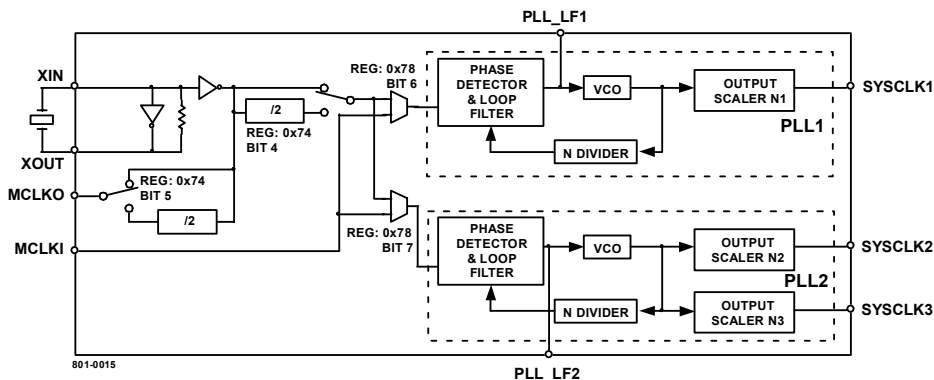 PLL_LF1
XIN
XOUT
MCLKO
MCLKI
/2
REG: 0x74
BIT 4
REG: 0x74
BIT 5
/2
REG: 0x78
BIT 6
REG: 0x78
BIT 7
PHASE
DETECTOR
& LOOP
FILTER
VCO
OUTPUT
SCALER N1
N DIVIDER
PLL1
SYSCLK1
PHASE
DETECTOR
& LOOP
FILTER
VCO
OUTPUT
SCALER N2
PLL2
N DIVIDER
OUTPUT
SCALER N3
SYSCLK2
SYSCLK3
801-0015
PLL_LF2